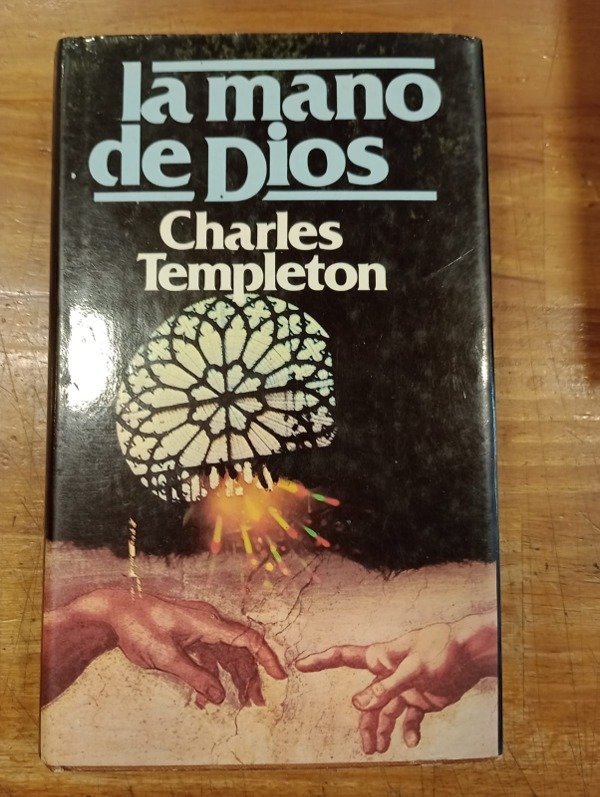 la mano
de Dios
Charles
Templeton